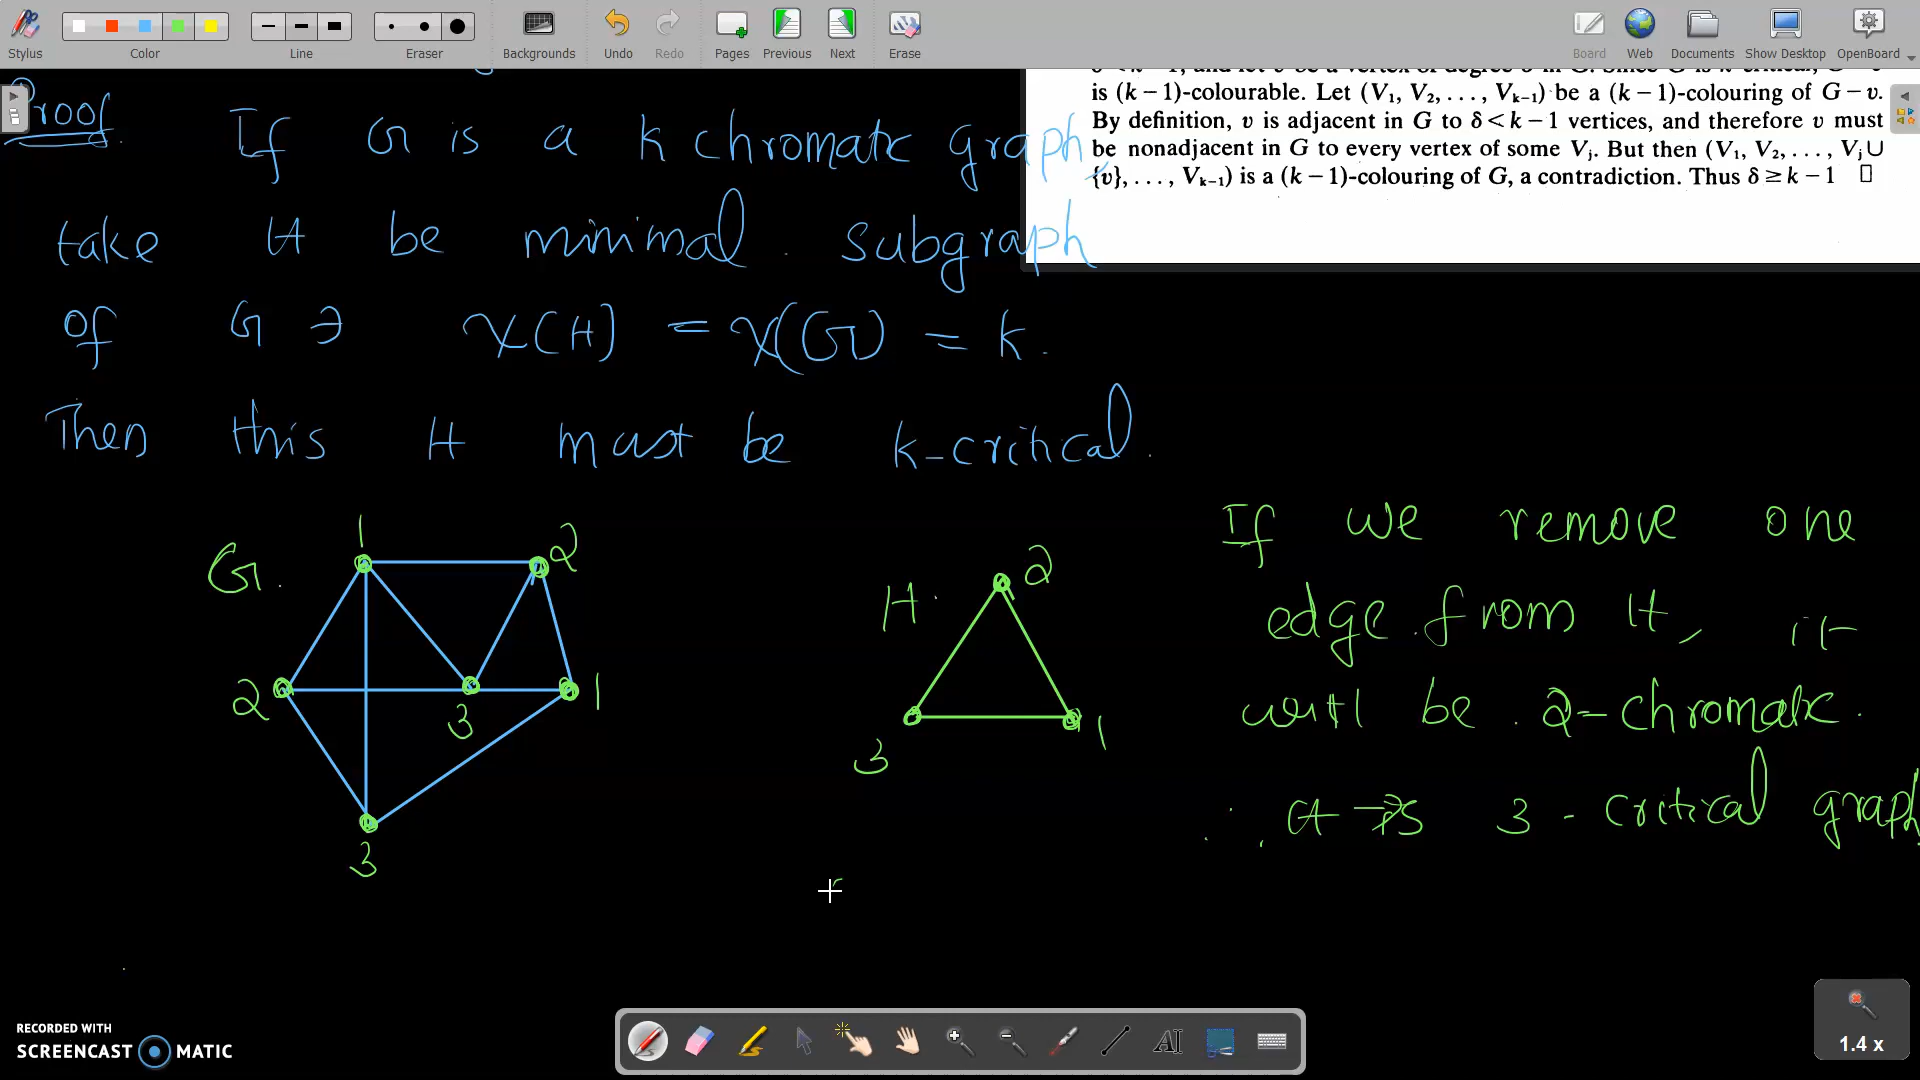 Stylus
Color
Line
Eraser
Backgrounds
Undo
Redo
Pages
Previous
Next
Erase
Board
Web
Documents
Show Desktop
OpenBoard
is (k − 1)-colourable. Let (V₁, V₂, . . . , Vₖ₋₁) be a (k − 1)-colouring of G − v.
By definition, v is adjacent in G to δ < k − 1 vertices, and therefore v must
be nonadjacent in G to every vertex of some Vⱼ. But then (V₁, V₂, . . . , Vⱼ ∪
{v}, . . . , Vₖ₋₁) is a (k − 1)-colouring of G, a contradiction. Thus δ ≥ k − 1 □
Proof. If G is a k chromatic graph,
take H be minimal subgraph
of G ∋ χ(H) = χ(G) = k.
Then this H must be k-critical.
G.
1
2
2
3
1
3
H.
2
3
1
If we remove one
edge from H, it
will be 2-chromatic.
∴ H is 3 - critical graph
RECORDED WITH
SCREENCAST MATIC
1.4 x